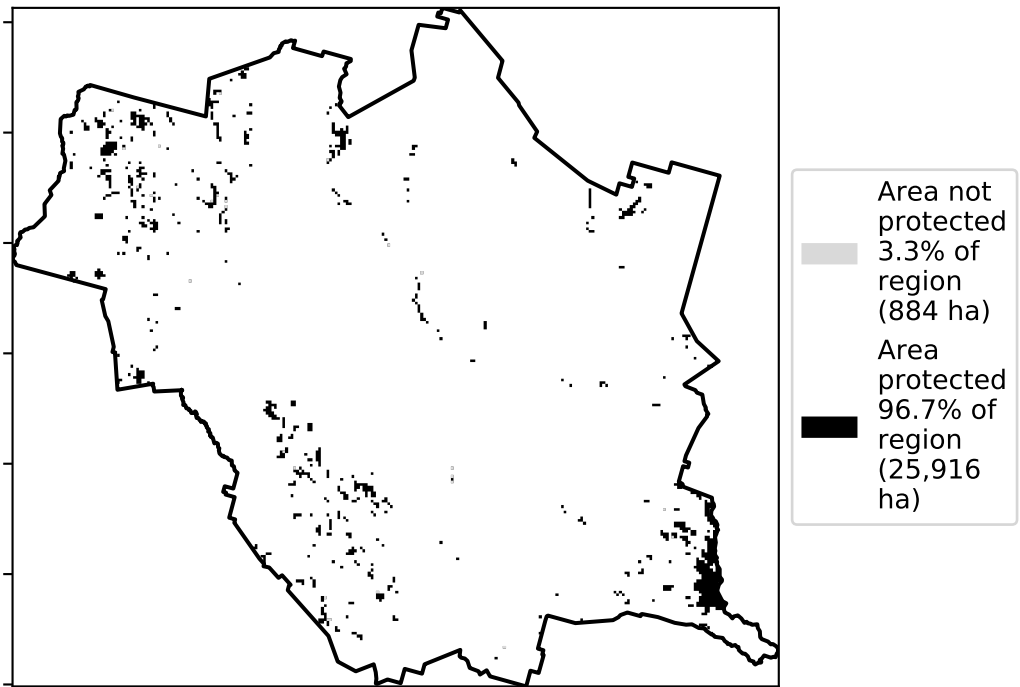 Area not
protected
3.3% of
region
(884 ha)
Area
protected
96.7% of
region
(25,916
ha)